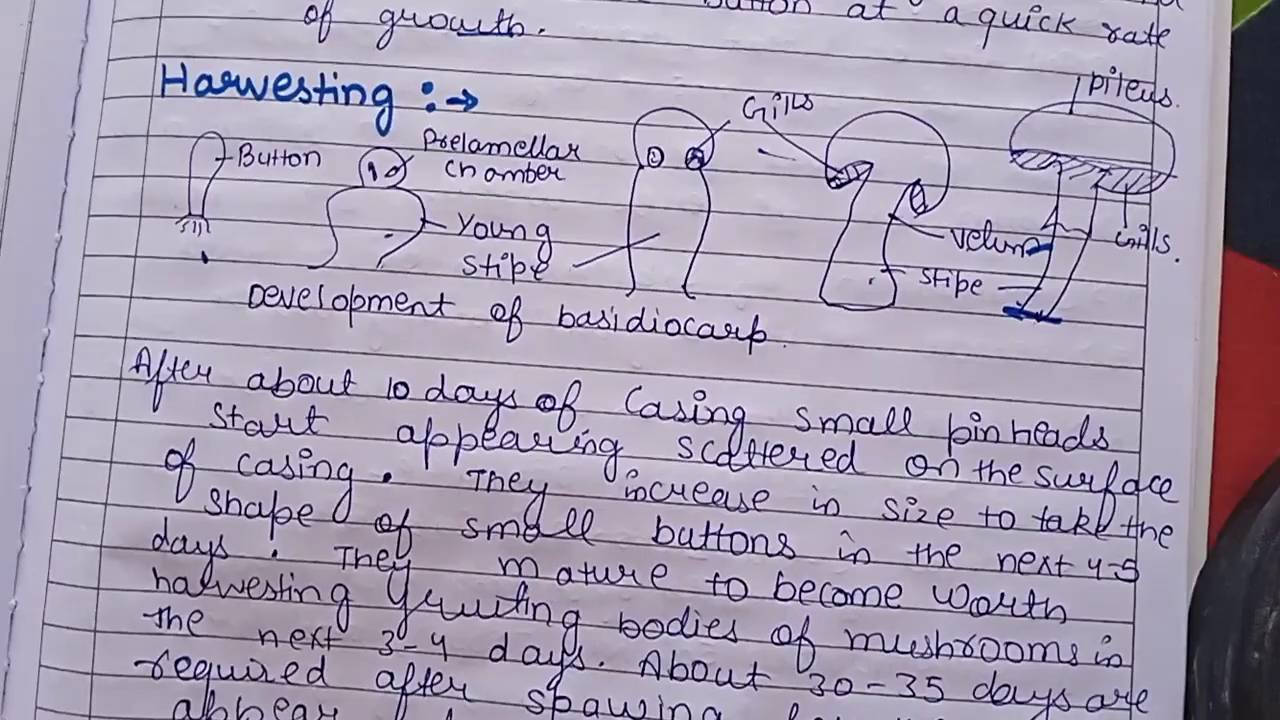 button at a quick rate
of growth.
Harvesting :→
Button
Prelamellar
chamber
Young
stipe
Gills
velum
stipe
Pileus.
Gills.
Development of basidiocarp.
After about 10 days of Casing small pinheads
start appearing scattered on the surface
of casing. They increase in size to take the
shape of small buttons in the next 4-5
days. They mature to become worth
harvesting fruiting bodies of mushrooms in
the next 3-4 days. About 30-35 days are
required after spawing
appear